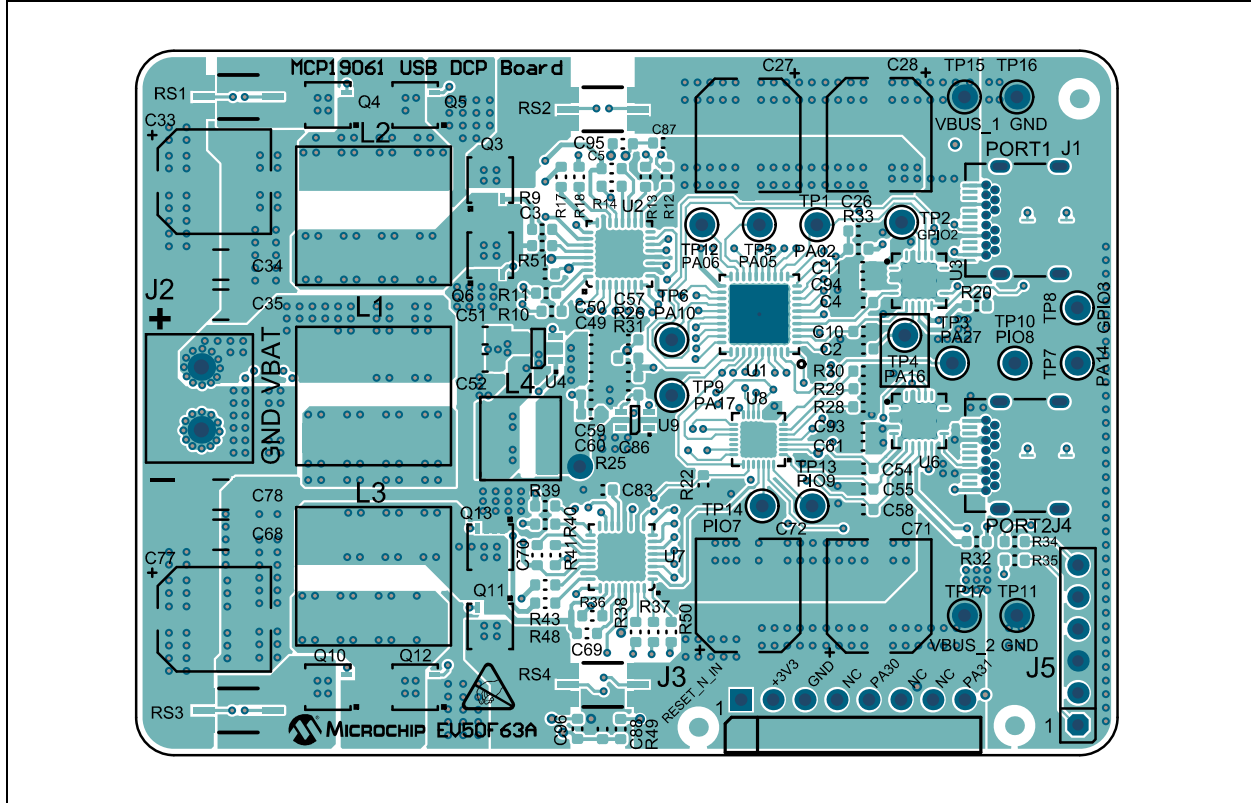 MCP19061 USB DCP Board
C27
C28
TP15
TP16
RS1
Q4
Q5
RS2
C33
L2
C95
C87
VBUS_1
GND
C5
PORT1
J1
Q3
R17
R18
R14
U2
R13
R12
R9
C3
TP1
C26
R33
TP2
GPIO2
TP12
PA06
TP5
PA05
PA02
R51
C34
C11
C94
C4
U3
J2
C35
Q6
R11
R10
C50
C57
TP6
PA10
R20
TP8
GPIO3
+
L1
C51
C49
R26
R31
C10
C2
TP3
PA27
TP10
PIO8
TP7
PA14
C52
U4
TP4
PA16
GND
VBAT
L4
U1
R30
TP9
PA17
U8
R29
R28
C59
C60
U9
C86
C93
C61
U6
−
R25
TP13
PIO9
C54
L3
C78
R39
C83
R22
C55
TP14
PIO7
C58
C68
Q13
R40
C72
C71
PORT2
J4
C77
C70
R41
U7
R32
R34
R35
Q11
R43
R36
R38
R37
R50
TP17
TP11
R48
VBUS_2
GND
C69
Q10
Q12
RS4
J3
RESET_N_IN
+3V3
GND
NC
PA30
NC
NC
PA31
J5
RS3
1
1
MICROCHIP EV50F63A
C96
C88
R49